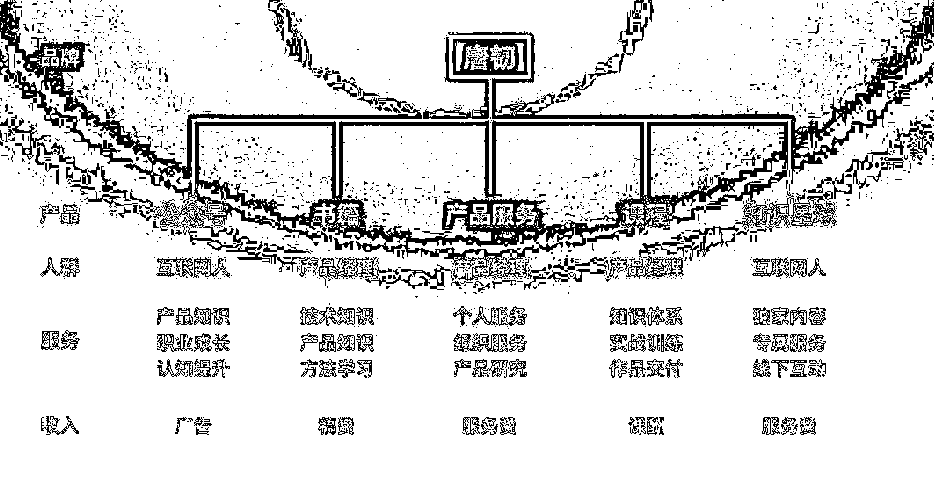 品牌
唐韧
产品 公众号 书籍 产品服务 课程 知识星球
人群 互联网人 产品经理 产品经理 产品经理 互联网人
产品知识 技术知识 个人服务 知识体系 独家内容
服务 职业成长 产品知识 组织服务 实战训练 专属服务
认知提升 方法学习 产品研究 作品交付 线下互动
收入 广告 稿费 服务费 课酬 服务费